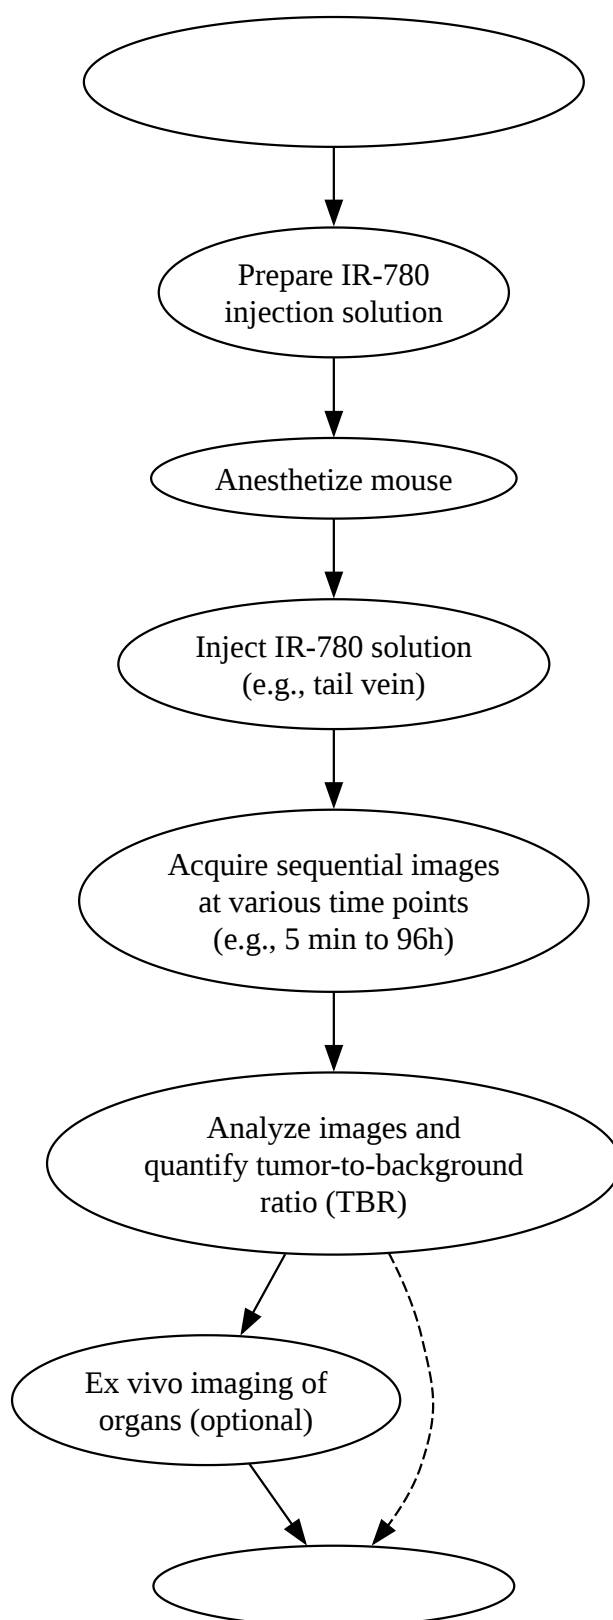 Prepare IR-780
injection solution
Anesthetize mouse
Inject IR-780 solution
(e.g., tail vein)
Acquire sequential images
at various time points
(e.g., 5 min to 96h)
Analyze images and
quantify tumor-to-background
ratio (TBR)
Ex vivo imaging of
organs (optional)